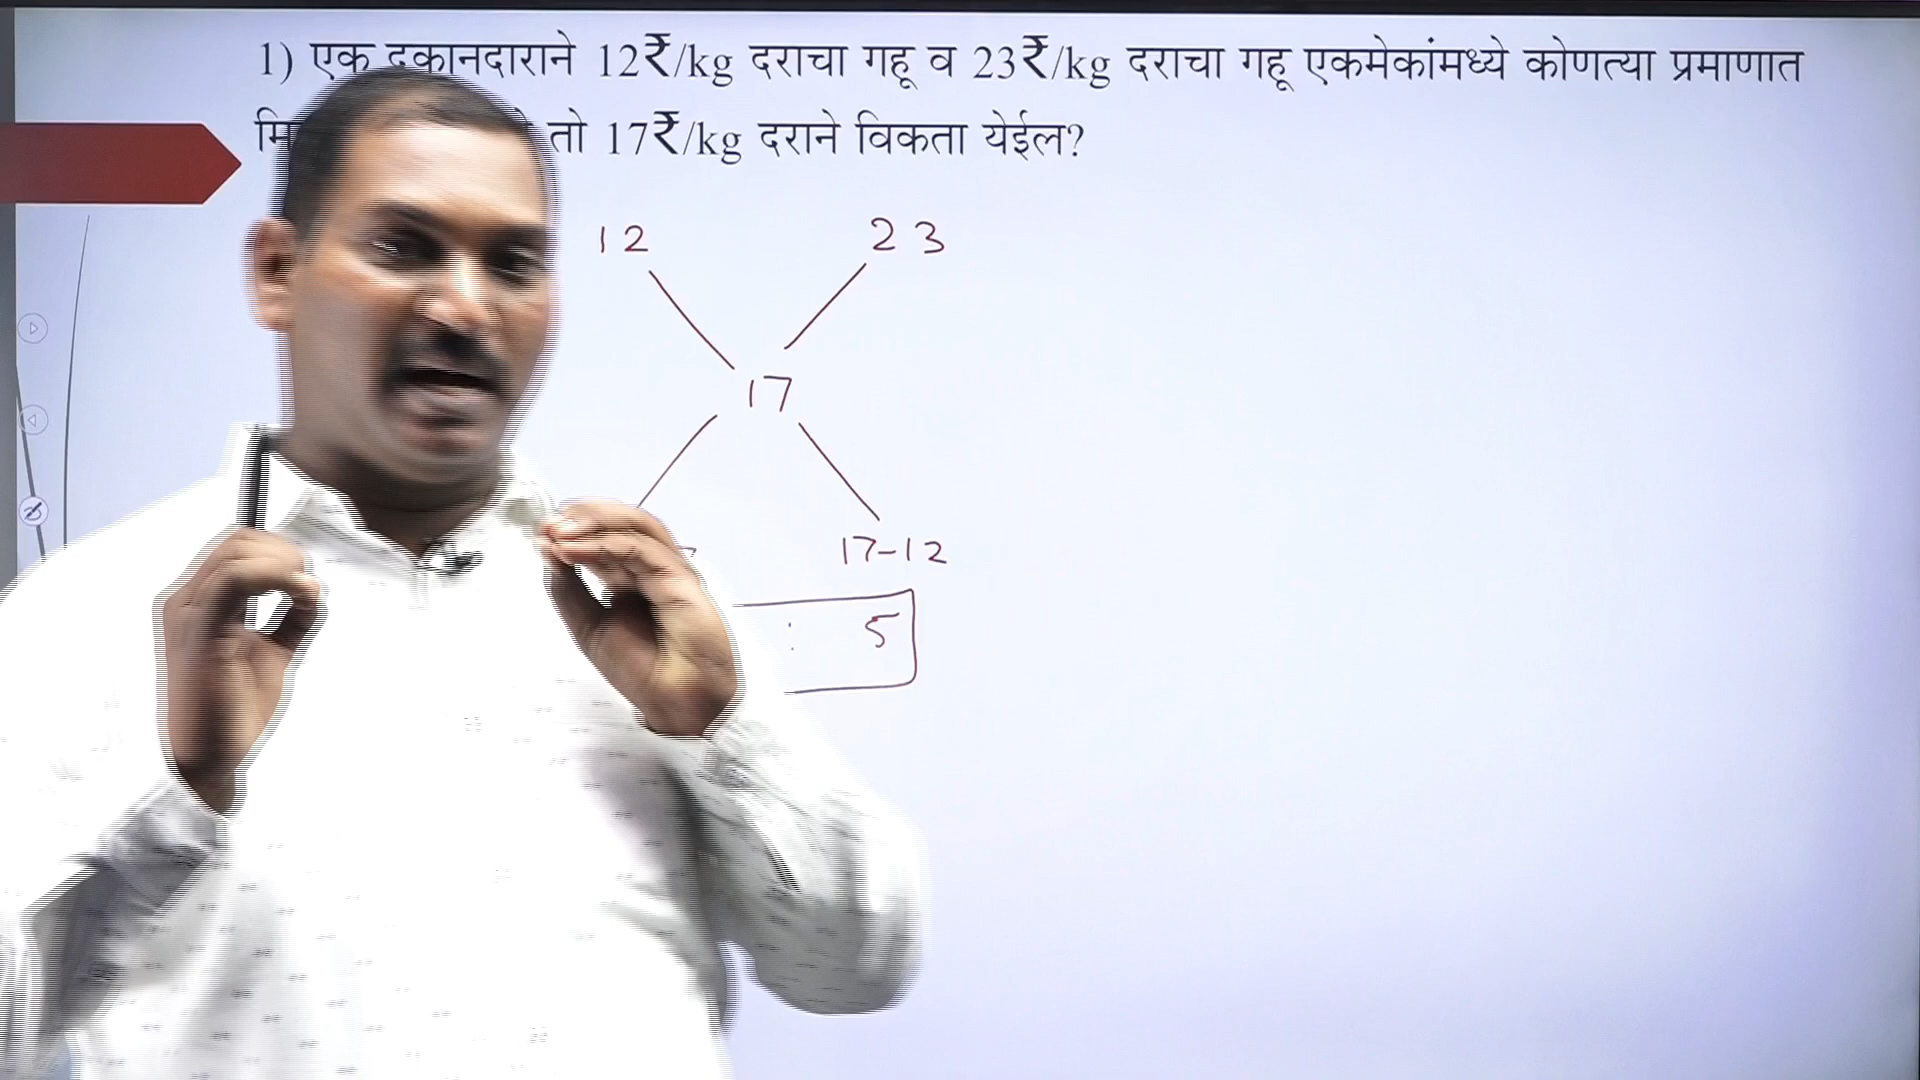 1) एक दुकानदाराने 12₹/kg दराचा गहू व 23₹/kg दराचा गहू एकमेकांमध्ये कोणत्या प्रमाणात
तो 17₹/kg दराने विकता येईल?
12 23
17
17-12
: 5